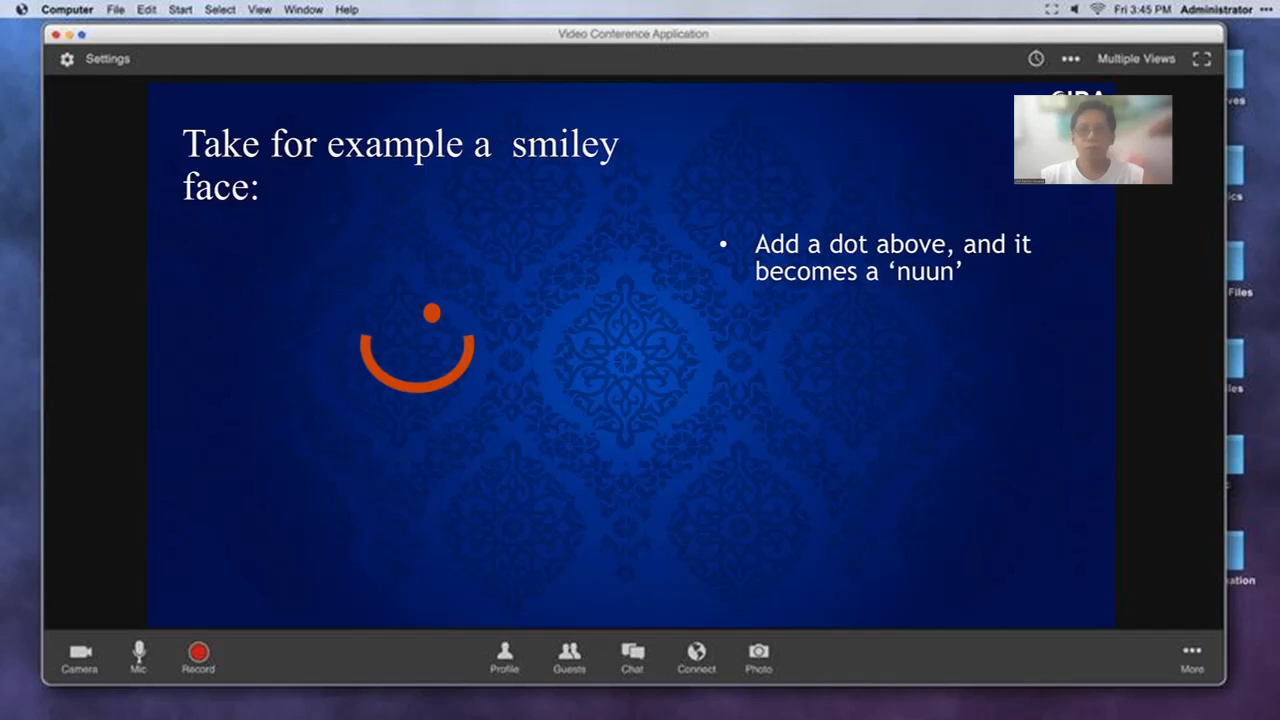 Computer File Edit Start Select View Window Help
Fri 3:45 PM Administrator
Video Conference Application
Settings
Multiple Views
Take for example a smiley
face:
• Add a dot above, and it
becomes a ‘nuun’
Files
Camera Mic Record Profile Guests Chat Connect Photo More